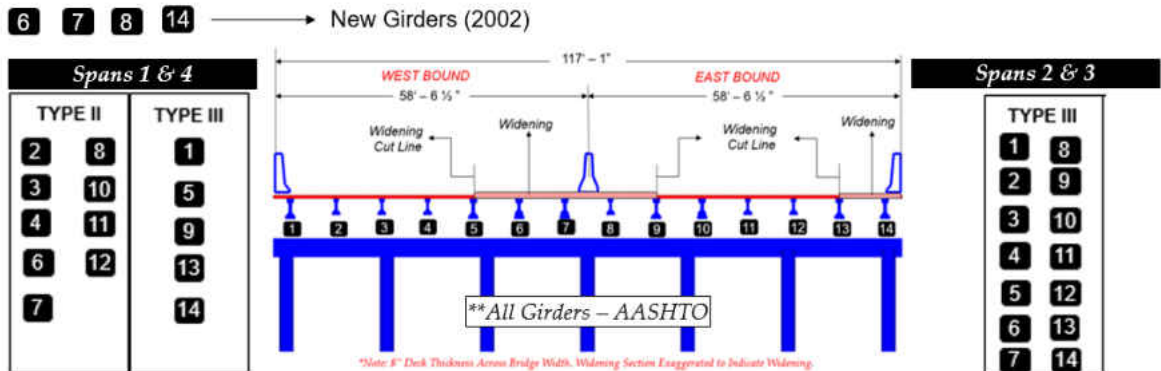 6 7 8 14 New Girders (2002)
Spans 1 & 4
TYPE II TYPE III
2 8 1
3 10 5
4 11 9
6 12 13
7 14
117' – 1"
WEST BOUND EAST BOUND
58' – 6 ½ " 58' – 6 ½ "
Widening Cut Line
Widening
Widening Cut Line
Widening
1 2 3 4 5 6 7 8 9 10 11 12 13 14
**All Girders – AASHTO
*Note: 8" Deck Thickness Across Bridge Width. Widening Section Exaggerated to Indicate Widening.
Spans 2 & 3
TYPE III
1 8
2 9
3 10
4 11
5 12
6 13
7 14